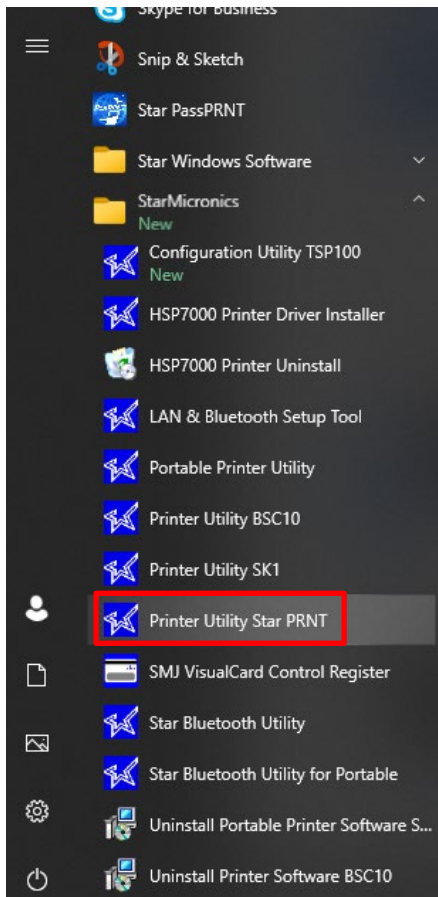 Skype for Business
Snip & Sketch
Star PassPRNT
Star Windows Software
StarMicronics
New
Configuration Utility TSP100
New
HSP7000 Printer Driver Installer
HSP7000 Printer Uninstall
LAN & Bluetooth Setup Tool
Portable Printer Utility
Printer Utility BSC10
Printer Utility SK1
Printer Utility Star PRNT
SMJ VisualCard Control Register
Star Bluetooth Utility
Star Bluetooth Utility for Portable
Uninstall Portable Printer Software S...
Uninstall Printer Software BSC10